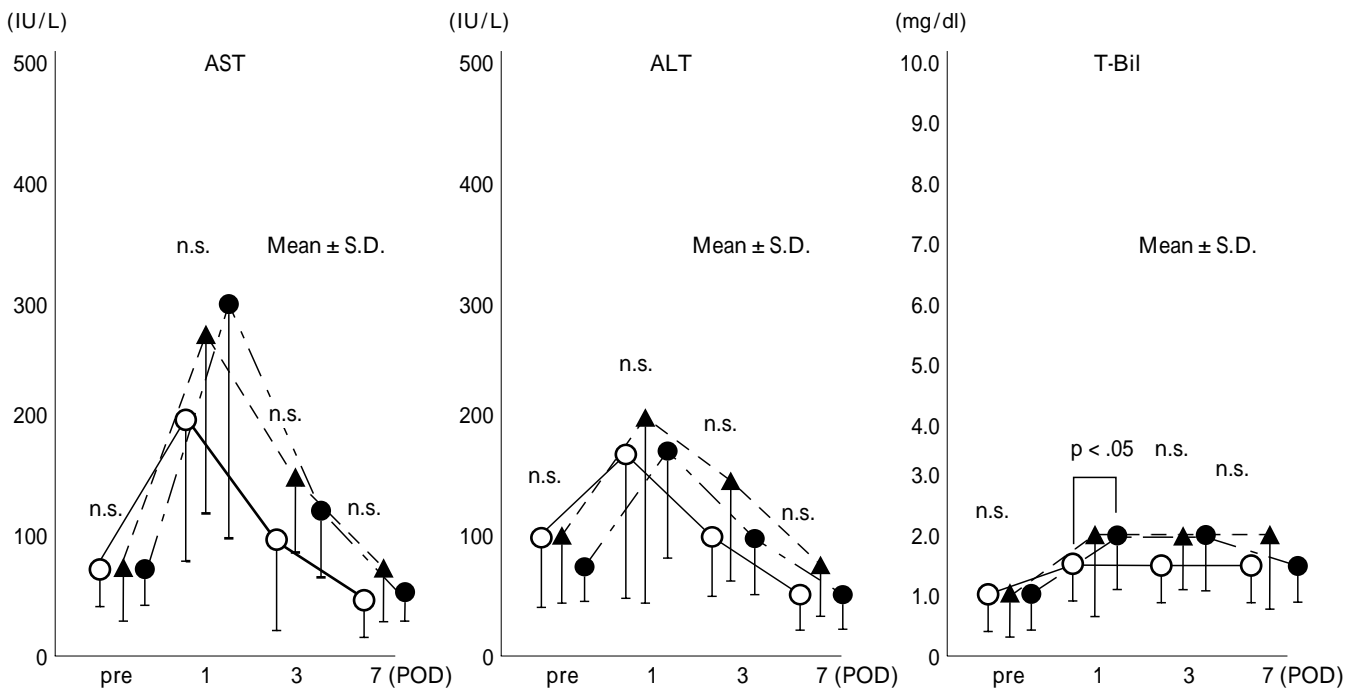 (IU/L)
AST
500
400
300
200
100
0
n.s.
n.s.
n.s.
n.s.
Mean ± S.D.
pre 1 3 7 (POD)
(IU/L)
ALT
500
400
300
200
100
0
n.s.
n.s.
n.s.
n.s.
Mean ± S.D.
pre 1 3 7 (POD)
(mg/dl)
T-Bil
10.0
9.0
8.0
7.0
6.0
5.0
4.0
3.0
2.0
1.0
0
n.s.
p < .05
n.s.
n.s.
Mean ± S.D.
pre 1 3 7 (POD)